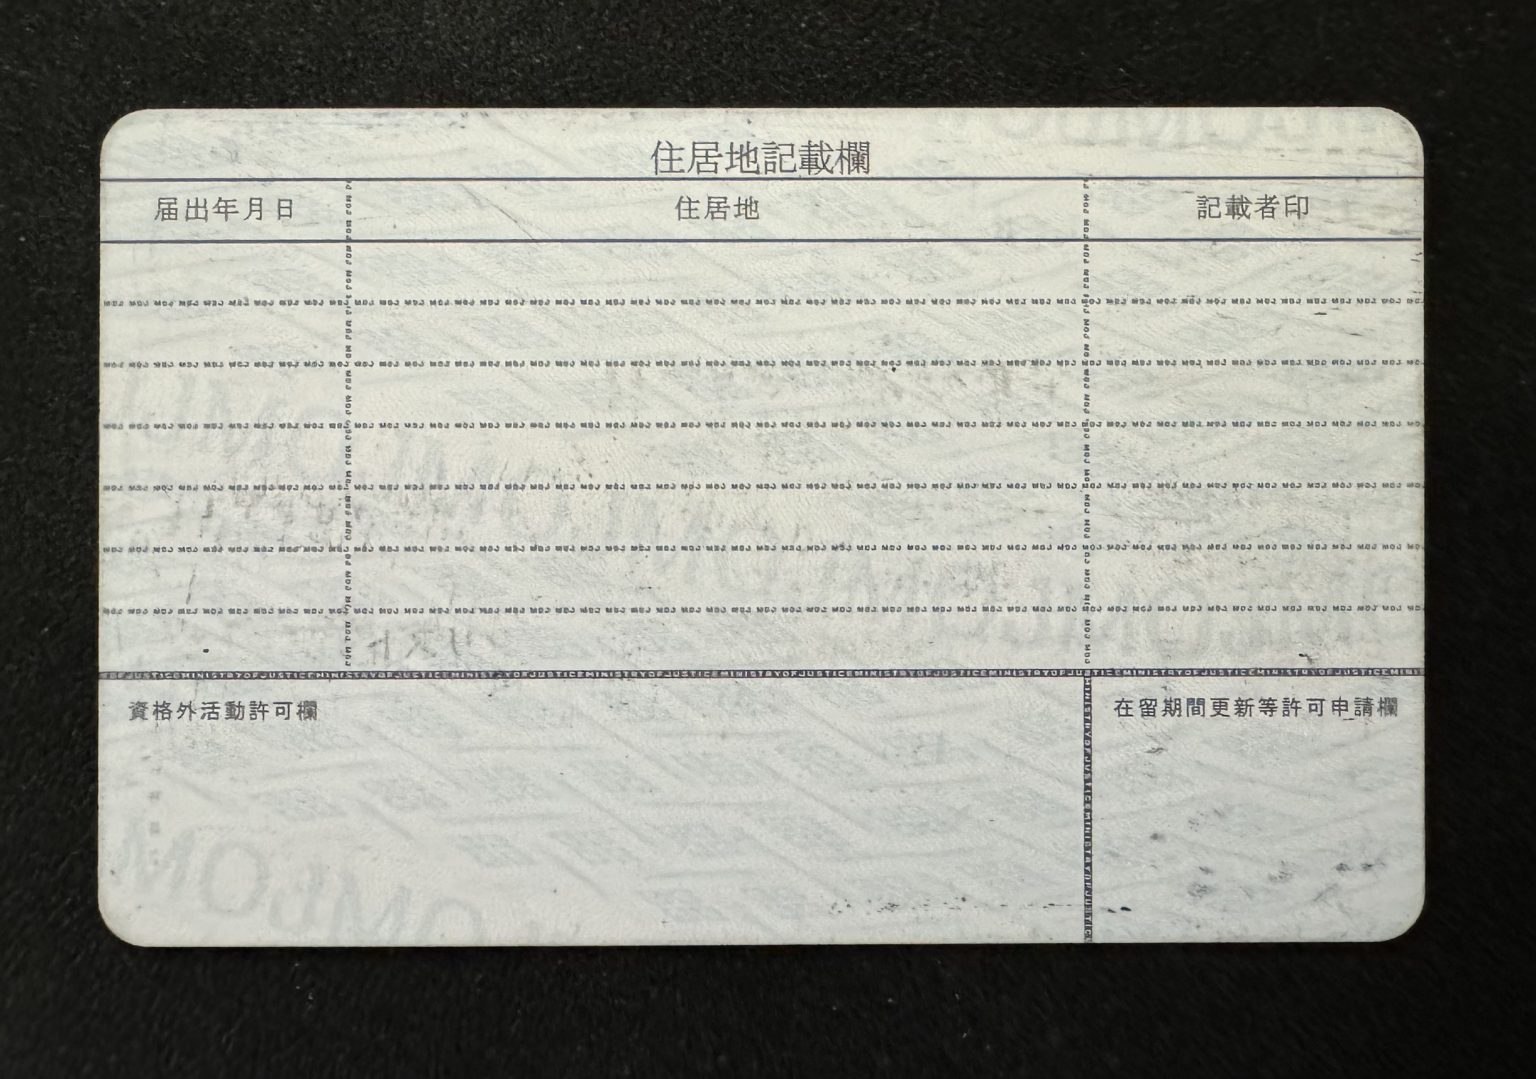 住居地記載欄
届出年月日 住居地 記載者印
MINISTRYOFJUSTICEMINISTRYOFJUSTICEMINISTRYOFJUSTICE
資格外活動許可欄 在留期間更新等許可申請欄